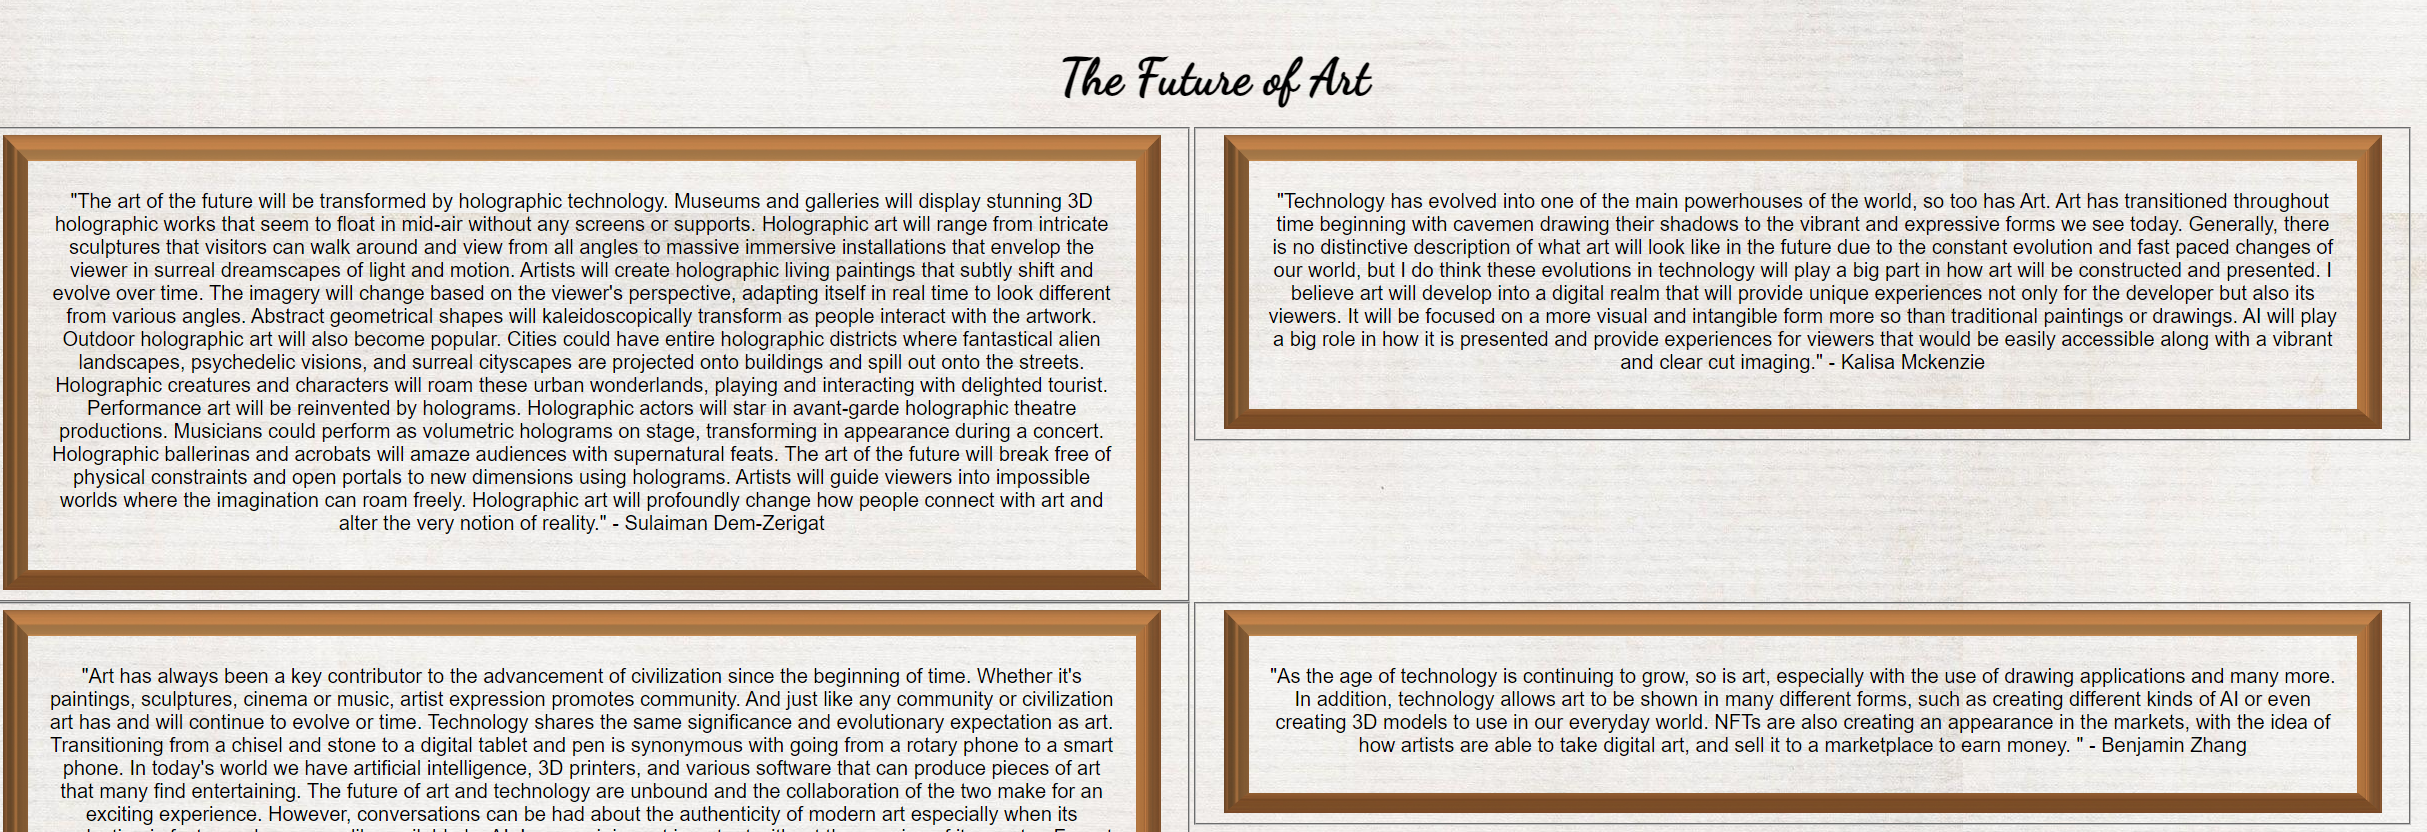 The Future of Art
"The art of the future will be transformed by holographic technology. Museums and galleries will display stunning 3D
holographic works that seem to float in mid-air without any screens or supports. Holographic art will range from intricate
sculptures that visitors can walk around and view from all angles to massive immersive installations that envelop the
viewer in surreal dreamscapes of light and motion. Artists will create holographic living paintings that subtly shift and
evolve over time. The imagery will change based on the viewer's perspective, adapting itself in real time to look different
from various angles. Abstract geometrical shapes will kaleidoscopically transform as people interact with the artwork.
Outdoor holographic art will also become popular. Cities could have entire holographic districts where fantastical alien
landscapes, psychedelic visions, and surreal cityscapes are projected onto buildings and spill out onto the streets.
Holographic creatures and characters will roam these urban wonderlands, playing and interacting with delighted tourist.
Performance art will be reinvented by holograms. Holographic actors will star in avant-garde holographic theatre
productions. Musicians could perform as volumetric holograms on stage, transforming in appearance during a concert.
Holographic ballerinas and acrobats will amaze audiences with supernatural feats. The art of the future will break free of
physical constraints and open portals to new dimensions using holograms. Artists will guide viewers into impossible
worlds where the imagination can roam freely. Holographic art will profoundly change how people connect with art and
alter the very notion of reality." - Sulaiman Dem-Zerigat
"Technology has evolved into one of the main powerhouses of the world, so too has Art. Art has transitioned throughout
time beginning with cavemen drawing their shadows to the vibrant and expressive forms we see today. Generally, there
is no distinctive description of what art will look like in the future due to the constant evolution and fast paced changes of
our world, but I do think these evolutions in technology will play a big part in how art will be constructed and presented. I
believe art will develop into a digital realm that will provide unique experiences not only for the developer but also its
viewers. It will be focused on a more visual and intangible form more so than traditional paintings or drawings. AI will play
a big role in how it is presented and provide experiences for viewers that would be easily accessible along with a vibrant
and clear cut imaging." - Kalisa Mckenzie
"Art has always been a key contributor to the advancement of civilization since the beginning of time. Whether it's
paintings, sculptures, cinema or music, artist expression promotes community. And just like any community or civilization
art has and will continue to evolve or time. Technology shares the same significance and evolutionary expectation as art.
Transitioning from a chisel and stone to a digital tablet and pen is synonymous with going from a rotary phone to a smart
phone. In today's world we have artificial intelligence, 3D printers, and various software that can produce pieces of art
that many find entertaining. The future of art and technology are unbound and the collaboration of the two make for an
exciting experience. However, conversations can be had about the authenticity of modern art especially when its
"As the age of technology is continuing to grow, so is art, especially with the use of drawing applications and many more.
In addition, technology allows art to be shown in many different forms, such as creating different kinds of AI or even
creating 3D models to use in our everyday world. NFTs are also creating an appearance in the markets, with the idea of
how artists are able to take digital art, and sell it to a marketplace to earn money. " - Benjamin Zhang